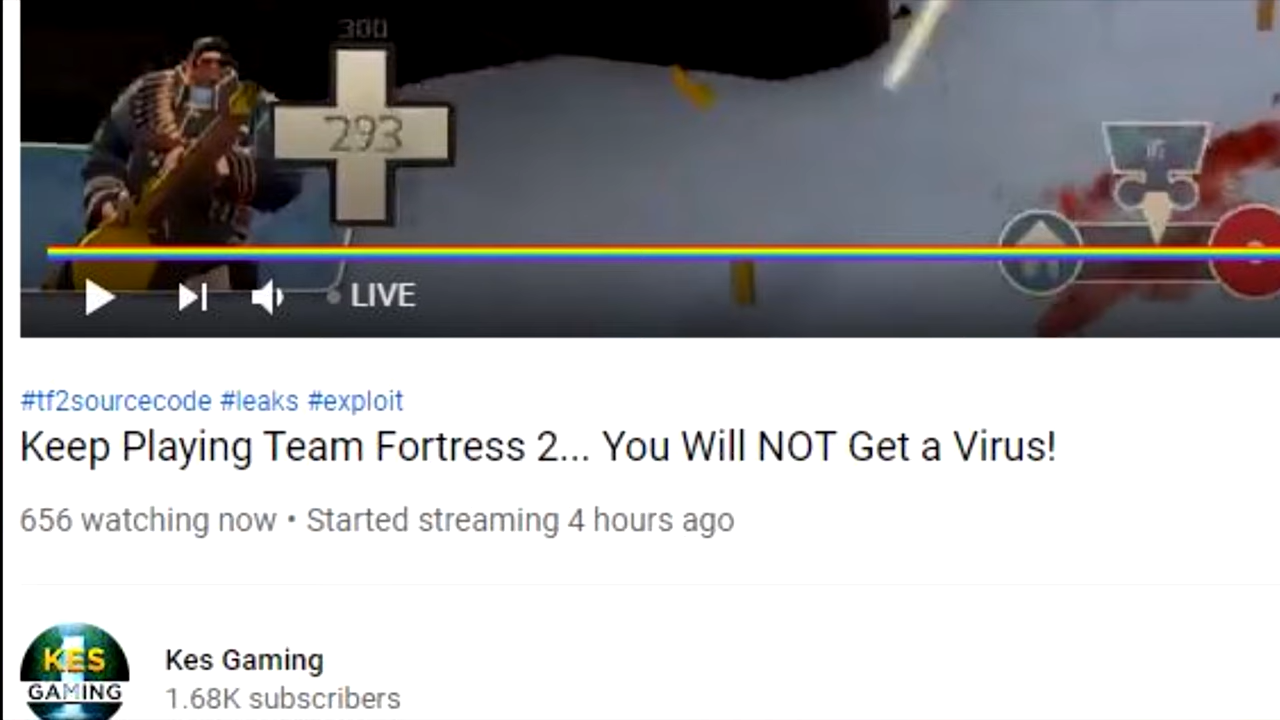 300
293
LIVE
#tf2sourcecode #leaks #exploit
Keep Playing Team Fortress 2... You Will NOT Get a Virus!
656 watching now • Started streaming 4 hours ago
KES
GAMING
Kes Gaming
1.68K subscribers